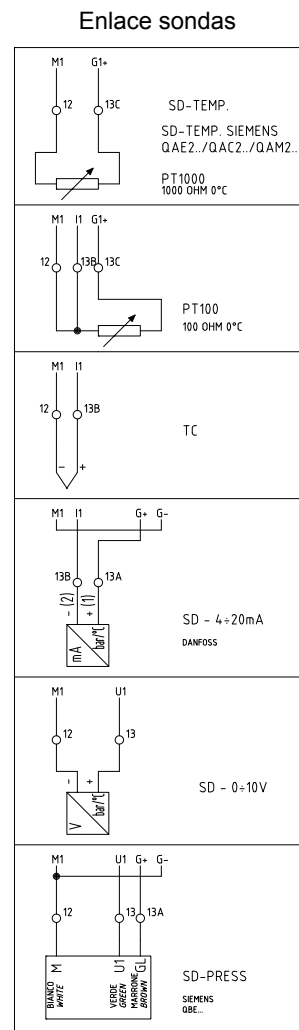 Enlace sondas
M1 G1+
12 13C
SD-TEMP.
SD-TEMP. SIEMENS
QAE2../QAC2../QAM2..
PT1000
1000 OHM 0°C
M1 I1 G1+
12 13B 13C
PT100
100 OHM 0°C
M1 I1
12 13B
- +
TC
M1 I1 G+ G-
13B 13A
- (2) + (1)
mA bar/°C
SD - 4÷20mA
DANFOSS
M1 U1
12 13
- +
V bar/°C
SD - 0÷10V
M1 U1 G+ G-
12 13 13A
M U1 GL
BIANCO VERDE MARRONE
WHITE GREEN BROWN
SD-PRESS
SIEMENS
QBE...